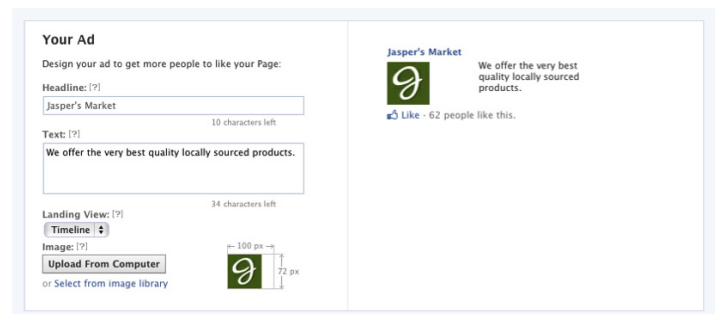 Your Ad
Design your ad to get more people to like your Page:
Headline: [?]
Jasper's Market
10 characters left
Text: [?]
We offer the very best quality locally sourced products.
34 characters left
Landing View: [?]
Timeline
Image: [?]
Upload From Computer
or Select from image library
100 px
72 px
Jasper's Market
We offer the very best
quality locally sourced
products.
Like · 62 people like this.